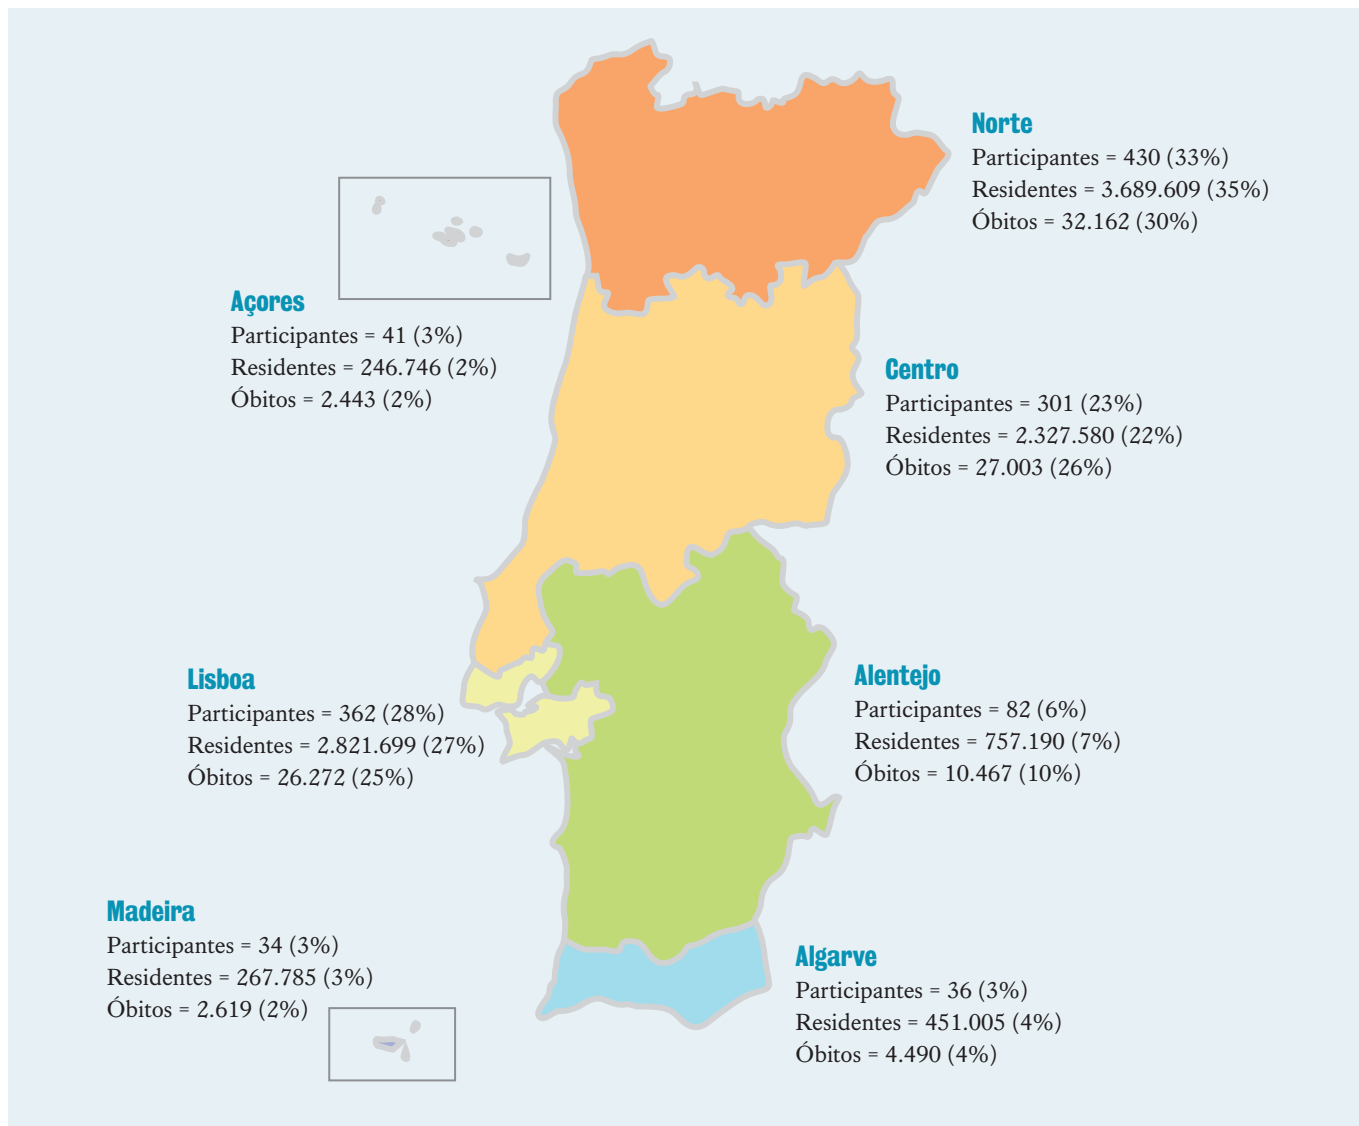 Norte
Participantes = 430 (33%)
Residentes = 3.689.609 (35%)
Óbitos = 32.162 (30%)
Açores
Participantes = 41 (3%)
Residentes = 246.746 (2%)
Óbitos = 2.443 (2%)
Centro
Participantes = 301 (23%)
Residentes = 2.327.580 (22%)
Óbitos = 27.003 (26%)
Lisboa
Participantes = 362 (28%)
Residentes = 2.821.699 (27%)
Óbitos = 26.272 (25%)
Alentejo
Participantes = 82 (6%)
Residentes = 757.190 (7%)
Óbitos = 10.467 (10%)
Madeira
Participantes = 34 (3%)
Residentes = 267.785 (3%)
Óbitos = 2.619 (2%)
Algarve
Participantes = 36 (3%)
Residentes = 451.005 (4%)
Óbitos = 4.490 (4%)